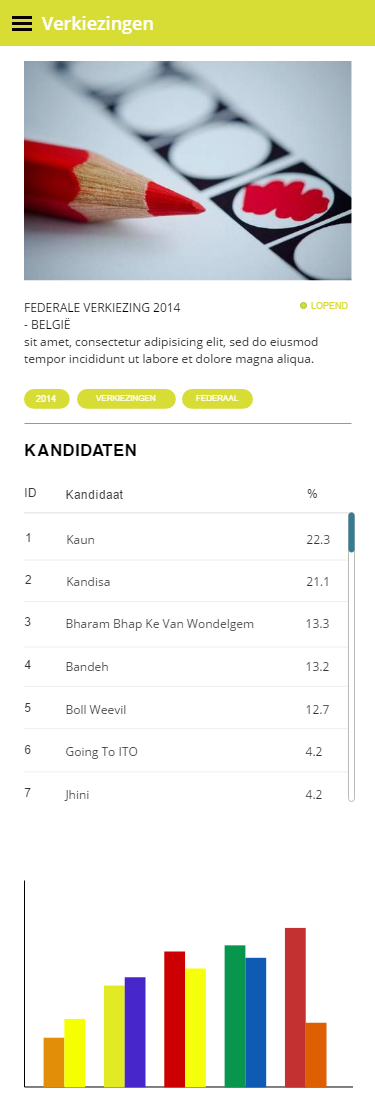 Verkiezingen
FEDERALE VERKIEZING 2014
- BELGIË
LOPEND
sit amet, consectetur adipisicing elit, sed do eiusmod
tempor incididunt ut labore et dolore magna aliqua.
2014 VERKIEZINGEN FEDERAAL
KANDIDATEN
ID Kandidaat %
1 Kaun 22.3
2 Kandisa 21.1
3 Bharam Bhap Ke Van Wondelgem 13.3
4 Bandeh 13.2
5 Boll Weevil 12.7
6 Going To ITO 4.2
7 Jhini 4.2